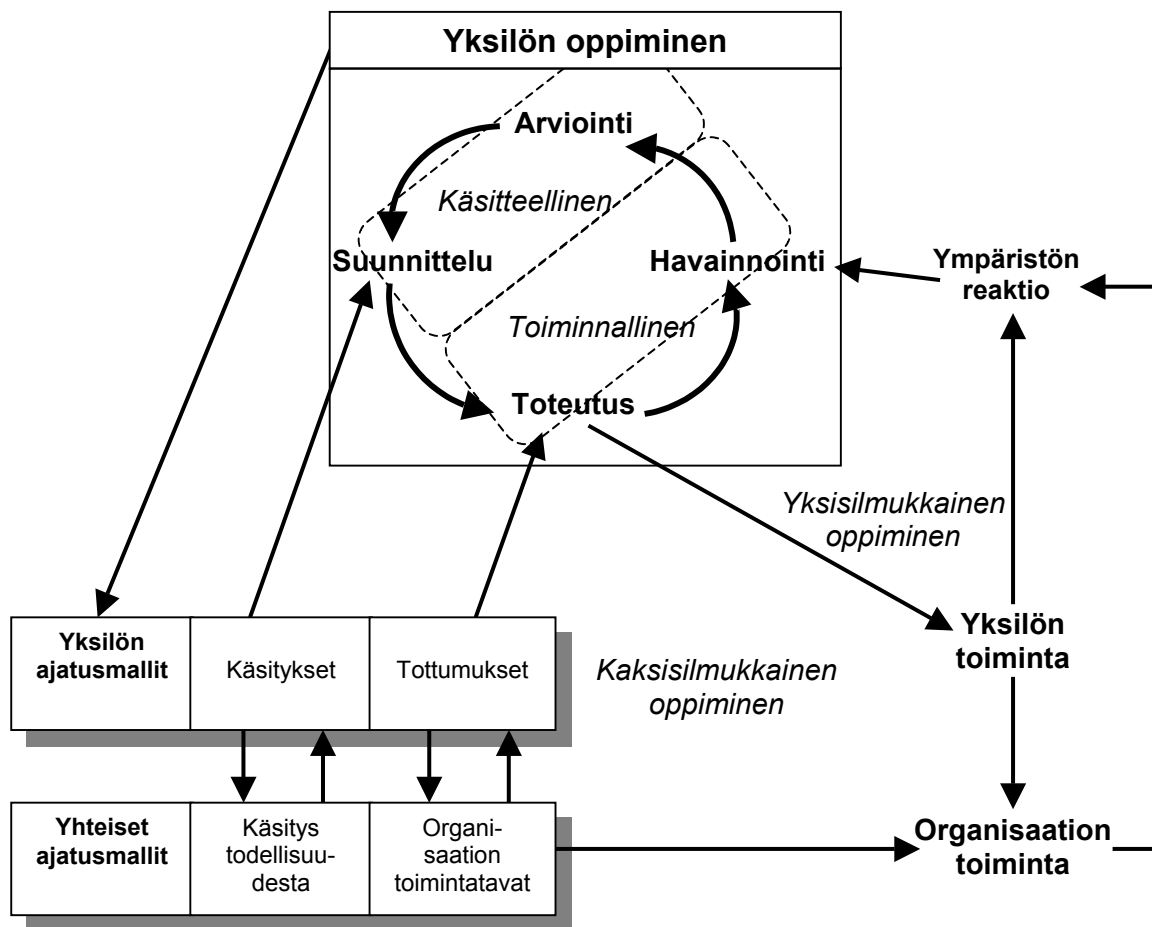 Yksilön oppiminen
Arviointi
Käsitteellinen
Suunnittelu
Havainnointi
Ympäristön
reaktio
Toiminnallinen
Toteutus
Yksisilmukkainen
oppiminen
Yksilön
toiminta
Yksilön
ajatusmallit
Käsitykset
Tottumukset
Kaksisilmukkainen
oppiminen
Yhteiset
ajatusmallit
Käsitys
todellisuu-
desta
Organi-
saation
toimintatavat
Organisaation
toiminta